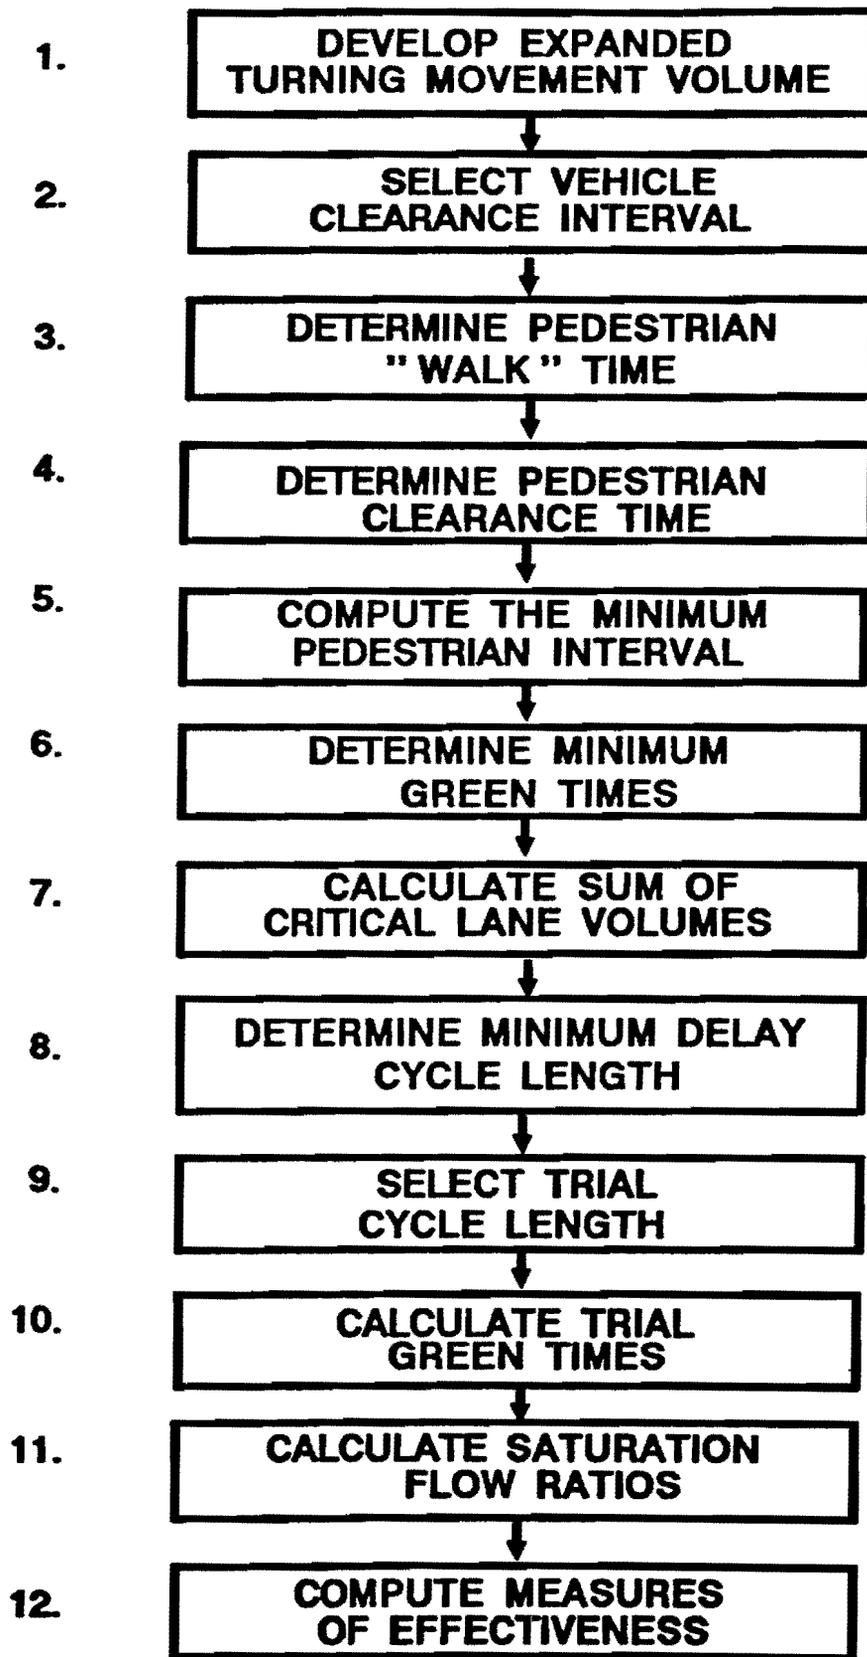 1.
DEVELOP EXPANDED
TURNING MOVEMENT VOLUME
2.
SELECT VEHICLE
CLEARANCE INTERVAL
3.
DETERMINE PEDESTRIAN
"WALK" TIME
4.
DETERMINE PEDESTRIAN
CLEARANCE TIME
5.
COMPUTE THE MINIMUM
PEDESTRIAN INTERVAL
6.
DETERMINE MINIMUM
GREEN TIMES
7.
CALCULATE SUM OF
CRITICAL LANE VOLUMES
8.
DETERMINE MINIMUM DELAY
CYCLE LENGTH
9.
SELECT TRIAL
CYCLE LENGTH
10.
CALCULATE TRIAL
GREEN TIMES
11.
CALCULATE SATURATION
FLOW RATIOS
12.
COMPUTE MEASURES
OF EFFECTIVENESS